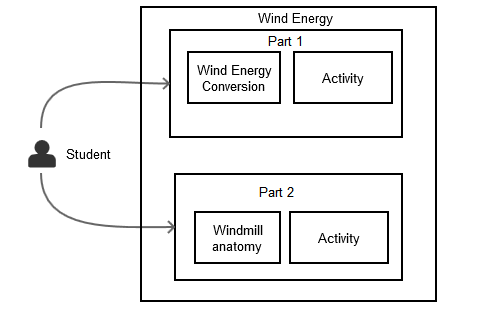 Wind Energy
Part 1
Wind Energy
Conversion
Activity
Student
Part 2
Windmill
anatomy
Activity